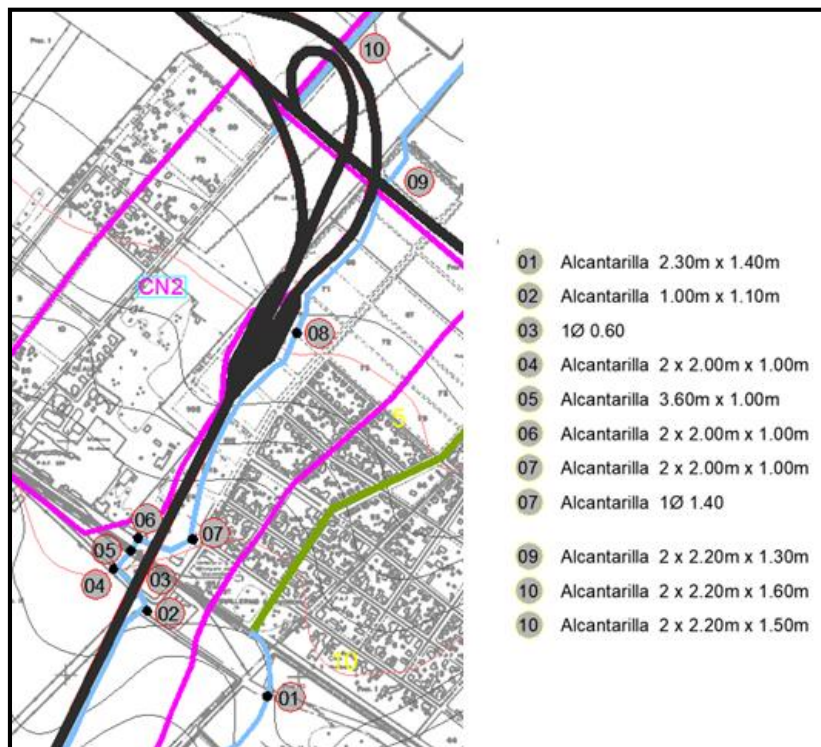 10
09
CN2
08
5
06
07
05
04
03
02
10
01
01 Alcantarilla 2.30m x 1.40m
02 Alcantarilla 1.00m x 1.10m
03 1Ø 0.60
04 Alcantarilla 2 x 2.00m x 1.00m
05 Alcantarilla 3.60m x 1.00m
06 Alcantarilla 2 x 2.00m x 1.00m
07 Alcantarilla 2 x 2.00m x 1.00m
07 Alcantarilla 1Ø 1.40
09 Alcantarilla 2 x 2.20m x 1.30m
10 Alcantarilla 2 x 2.20m x 1.60m
10 Alcantarilla 2 x 2.20m x 1.50m